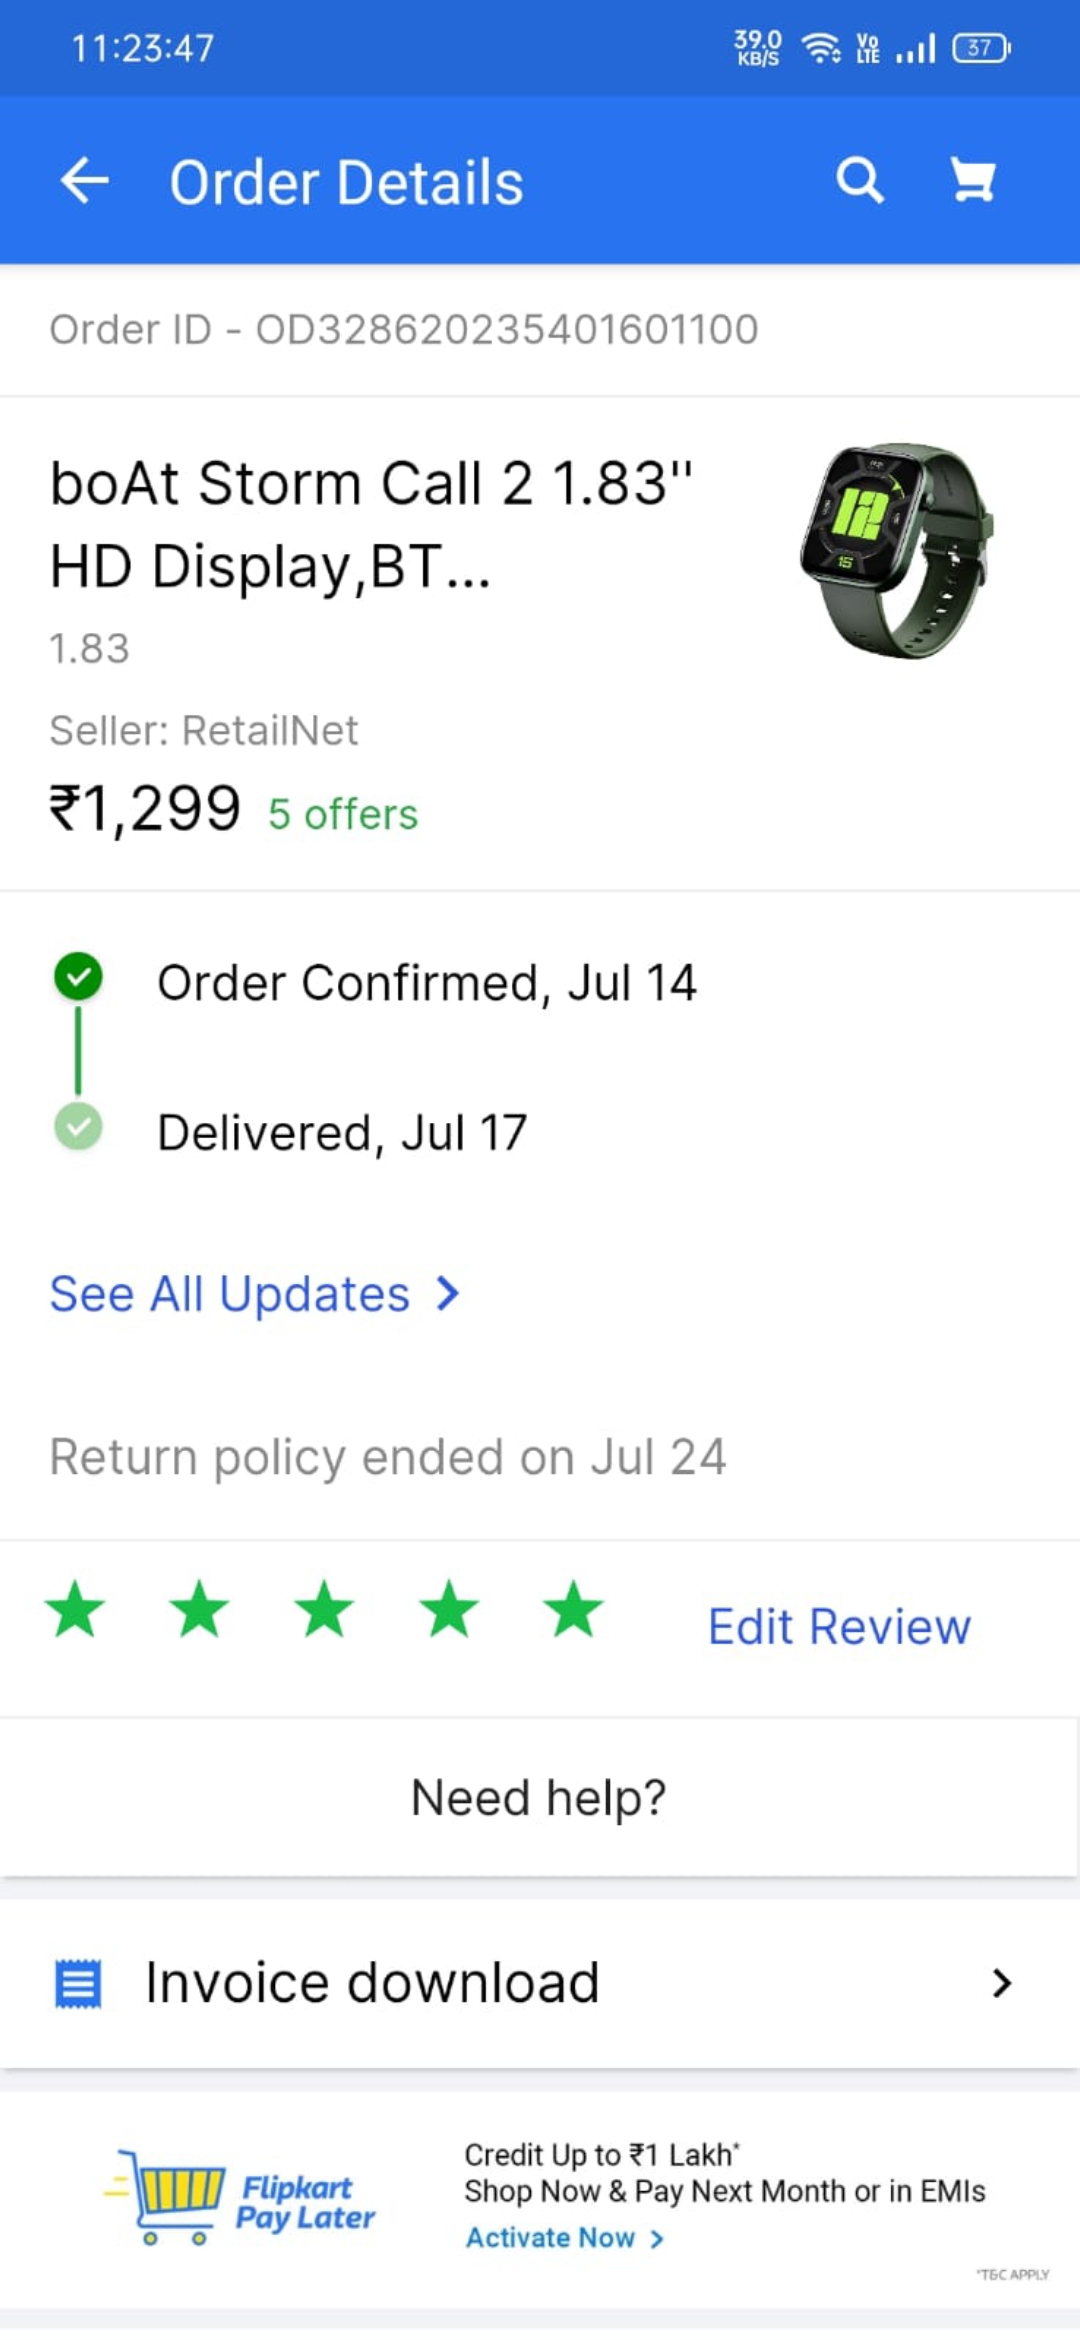 11:23:47
39.0
KB/S
Vo
LTE
37
Order Details
Order ID - OD328620235401601100
boAt Storm Call 2 1.83"
HD Display,BT...
1.83
Seller: RetailNet
₹1,299 5 offers
12
15
Order Confirmed, Jul 14
Delivered, Jul 17
See All Updates
Return policy ended on Jul 24
Edit Review
Need help?
Invoice download
Flipkart
Pay Later
Credit Up to ₹1 Lakh*
Shop Now & Pay Next Month or in EMIs
Activate Now
*T&C APPLY